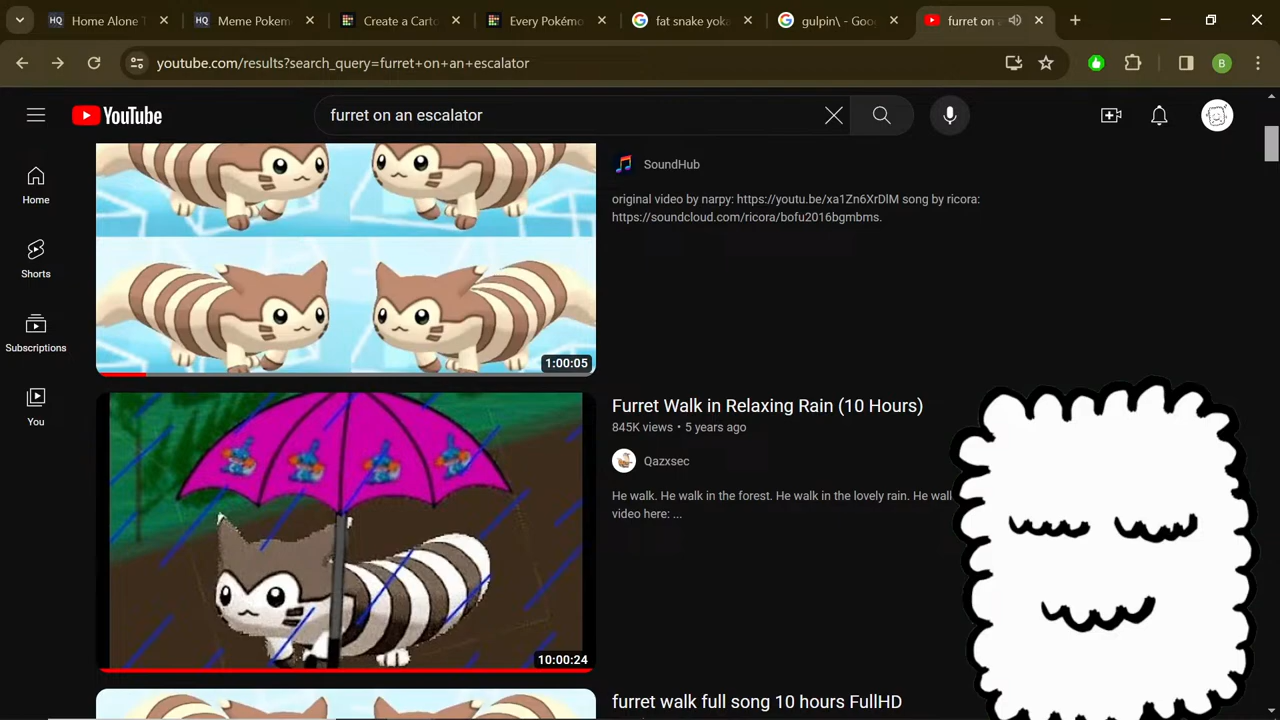 Home Alone T
Meme Pokem
Create a Carto
Every Pokémo
fat snake yoka
gulpin\ - Goo
furret on a
youtube.com/results?search_query=furret+on+an+escalator
B
YouTube
furret on an escalator
Home
Shorts
Subscriptions
You
SoundHub
original video by narpy: https://youtu.be/xa1Zn6XrDlM song by ricora:
https://soundcloud.com/ricora/bofu2016bgmbms.
1:00:05
Furret Walk in Relaxing Rain (10 Hours)
845K views • 5 years ago
Qazxsec
He walk. He walk in the forest. He walk in the lovely rain. He wall
video here: ...
10:00:24
furret walk full song 10 hours FullHD